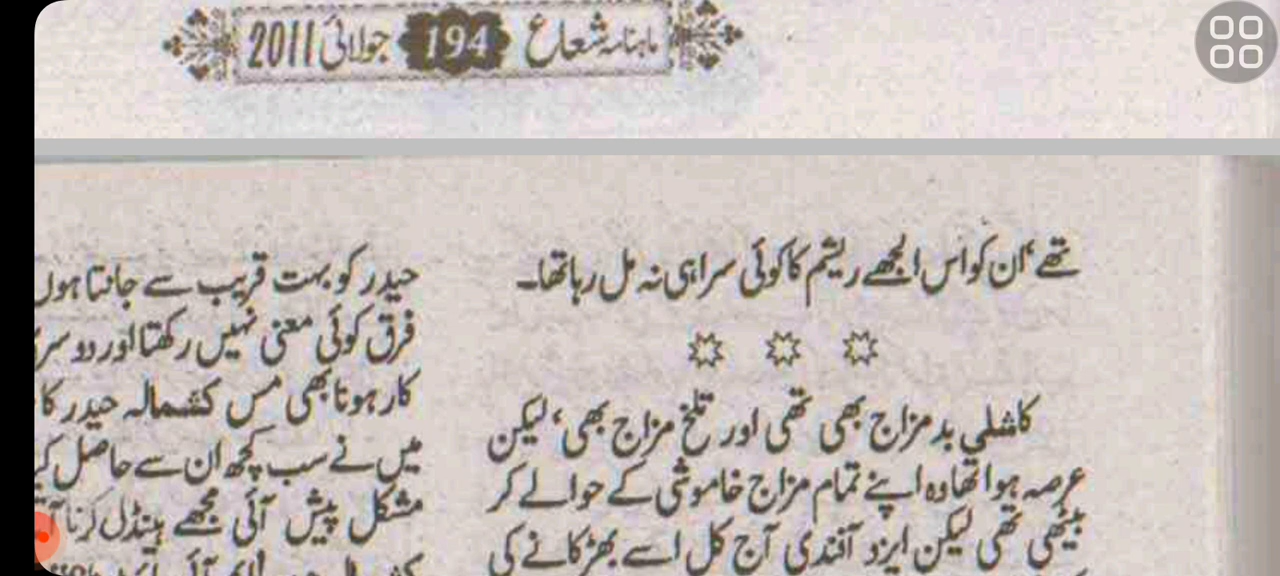 ماہنامہ شعاع 194 جولائی 2011
تھے‘ ان کو اس الجھے ریشم کا کوئی سرا ہی نہ مل رہا تھا۔
کاشلی بدمزاج بھی تھی اور تلخ مزاج بھی‘ لیکن
عرصہ ہوا تھا وہ اپنے تمام مزاج خاموشی کے حوالے کر
بیٹھی تھی لیکن ایزد آفندی آج کل اسے بھڑکانے کی
حیدر کو بہت قریب سے جانتا ہوں
فرق کوئی معنی نہیں رکھتا اور دوسر
کار ہونا بھی مس کشمالہ حیدر کا
میں نے سب کچھ ان سے حاصل کی
مشکل پیش آئی مجھے ہینڈل کرنا آ